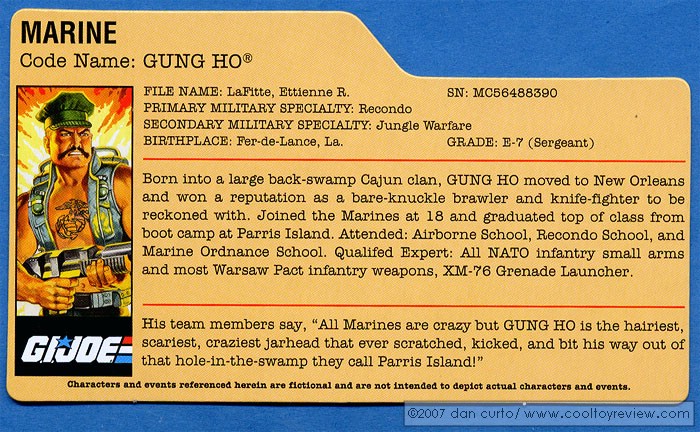 MARINE
Code Name: GUNG HO®
FILE NAME: LaFitte, Ettienne R. SN: MC56488390
PRIMARY MILITARY SPECIALTY: Recondo
SECONDARY MILITARY SPECIALTY: Jungle Warfare
BIRTHPLACE: Fer-de-Lance, La. GRADE: E-7 (Sergeant)
Born into a large back-swamp Cajun clan, GUNG HO moved to New Orleans
and won a reputation as a bare-knuckle brawler and knife-fighter to be
reckoned with. Joined the Marines at 18 and graduated top of class from
boot camp at Parris Island. Attended: Airborne School, Recondo School, and
Marine Ordnance School. Qualifed Expert: All NATO infantry small arms
and most Warsaw Pact infantry weapons, XM-76 Grenade Launcher.
GIJOE
His team members say, “All Marines are crazy but GUNG HO is the hairiest,
scariest, craziest jarhead that ever scratched, kicked, and bit his way out of
that hole-in-the-swamp they call Parris Island!”
Characters and events referenced herein are fictional and are not intended to depict actual characters and events.
©2007 dan curto/ www.cooltoyreview.com